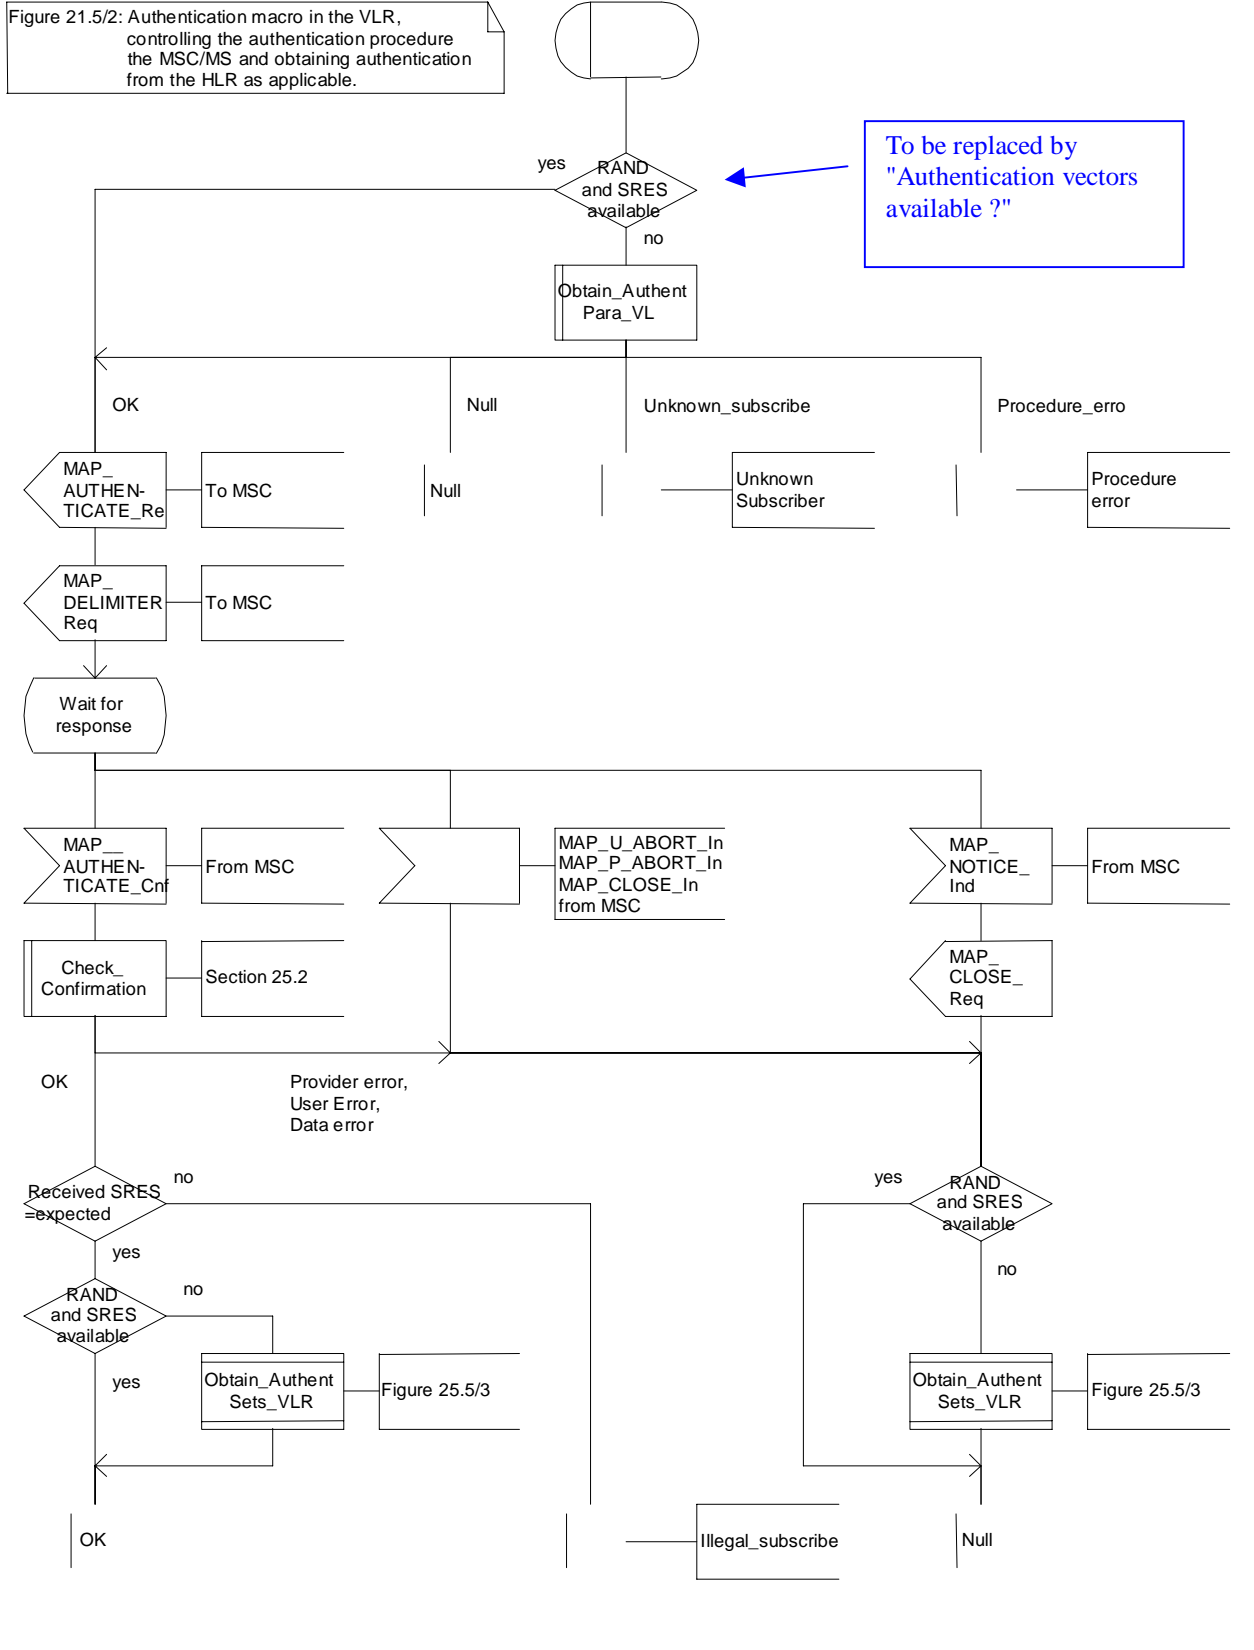 Figure 21.5/2: Authentication macro in the VLR,
controlling the authentication procedure
the MSC/MS and obtaining authentication
from the HLR as applicable.
To be replaced by
"Authentication vectors
available ?"
yes
RAND
and SRES
available
no
Obtain_Authent
Para_VL
OK
Null
Unknown_subscribe
Procedure_erro
MAP_
AUTHEN-
TICATE_Re
To MSC
Null
Unknown
Subscriber
Procedure
error
MAP_
DELIMITER
Req
To MSC
Wait for
response
MAP__
AUTHEN-
TICATE_Cnf
From MSC
MAP_U_ABORT_In
MAP_P_ABORT_In
MAP_CLOSE_In
from MSC
MAP_
NOTICE_
Ind
From MSC
Check_
Confirmation
Section 25.2
MAP_
CLOSE_
Req
OK
Provider error,
User Error,
Data error
Received SRES
=expected
no
yes
RAND
and SRES
available
yes
no
RAND
and SRES
available
no
yes
Obtain_Authent
Sets_VLR
Figure 25.5/3
Obtain_Authent
Sets_VLR
Figure 25.5/3
OK
Illegal_subscribe
Null